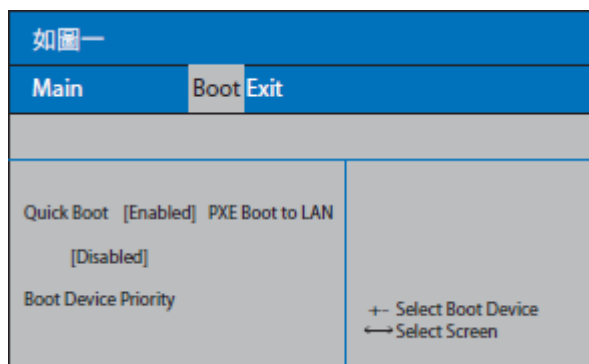 如圖一
Main Boot Exit
Quick Boot [Enabled] PXE Boot to LAN
[Disabled]
Boot Device Priority
+- Select Boot Device
←→ Select Screen